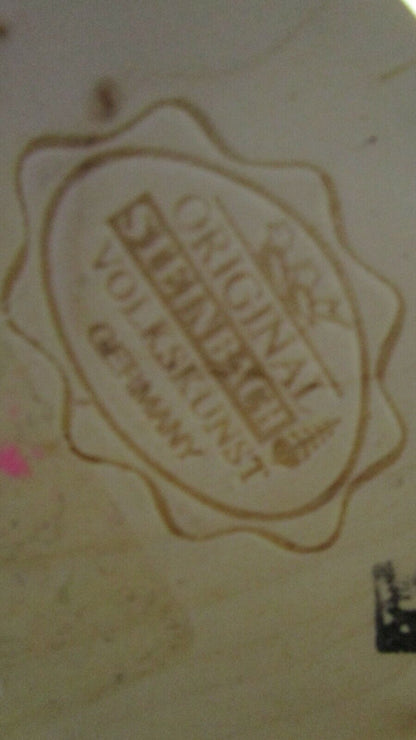 ORIGINAL
STEINBACH
VOLKSKUNST
GERMANY